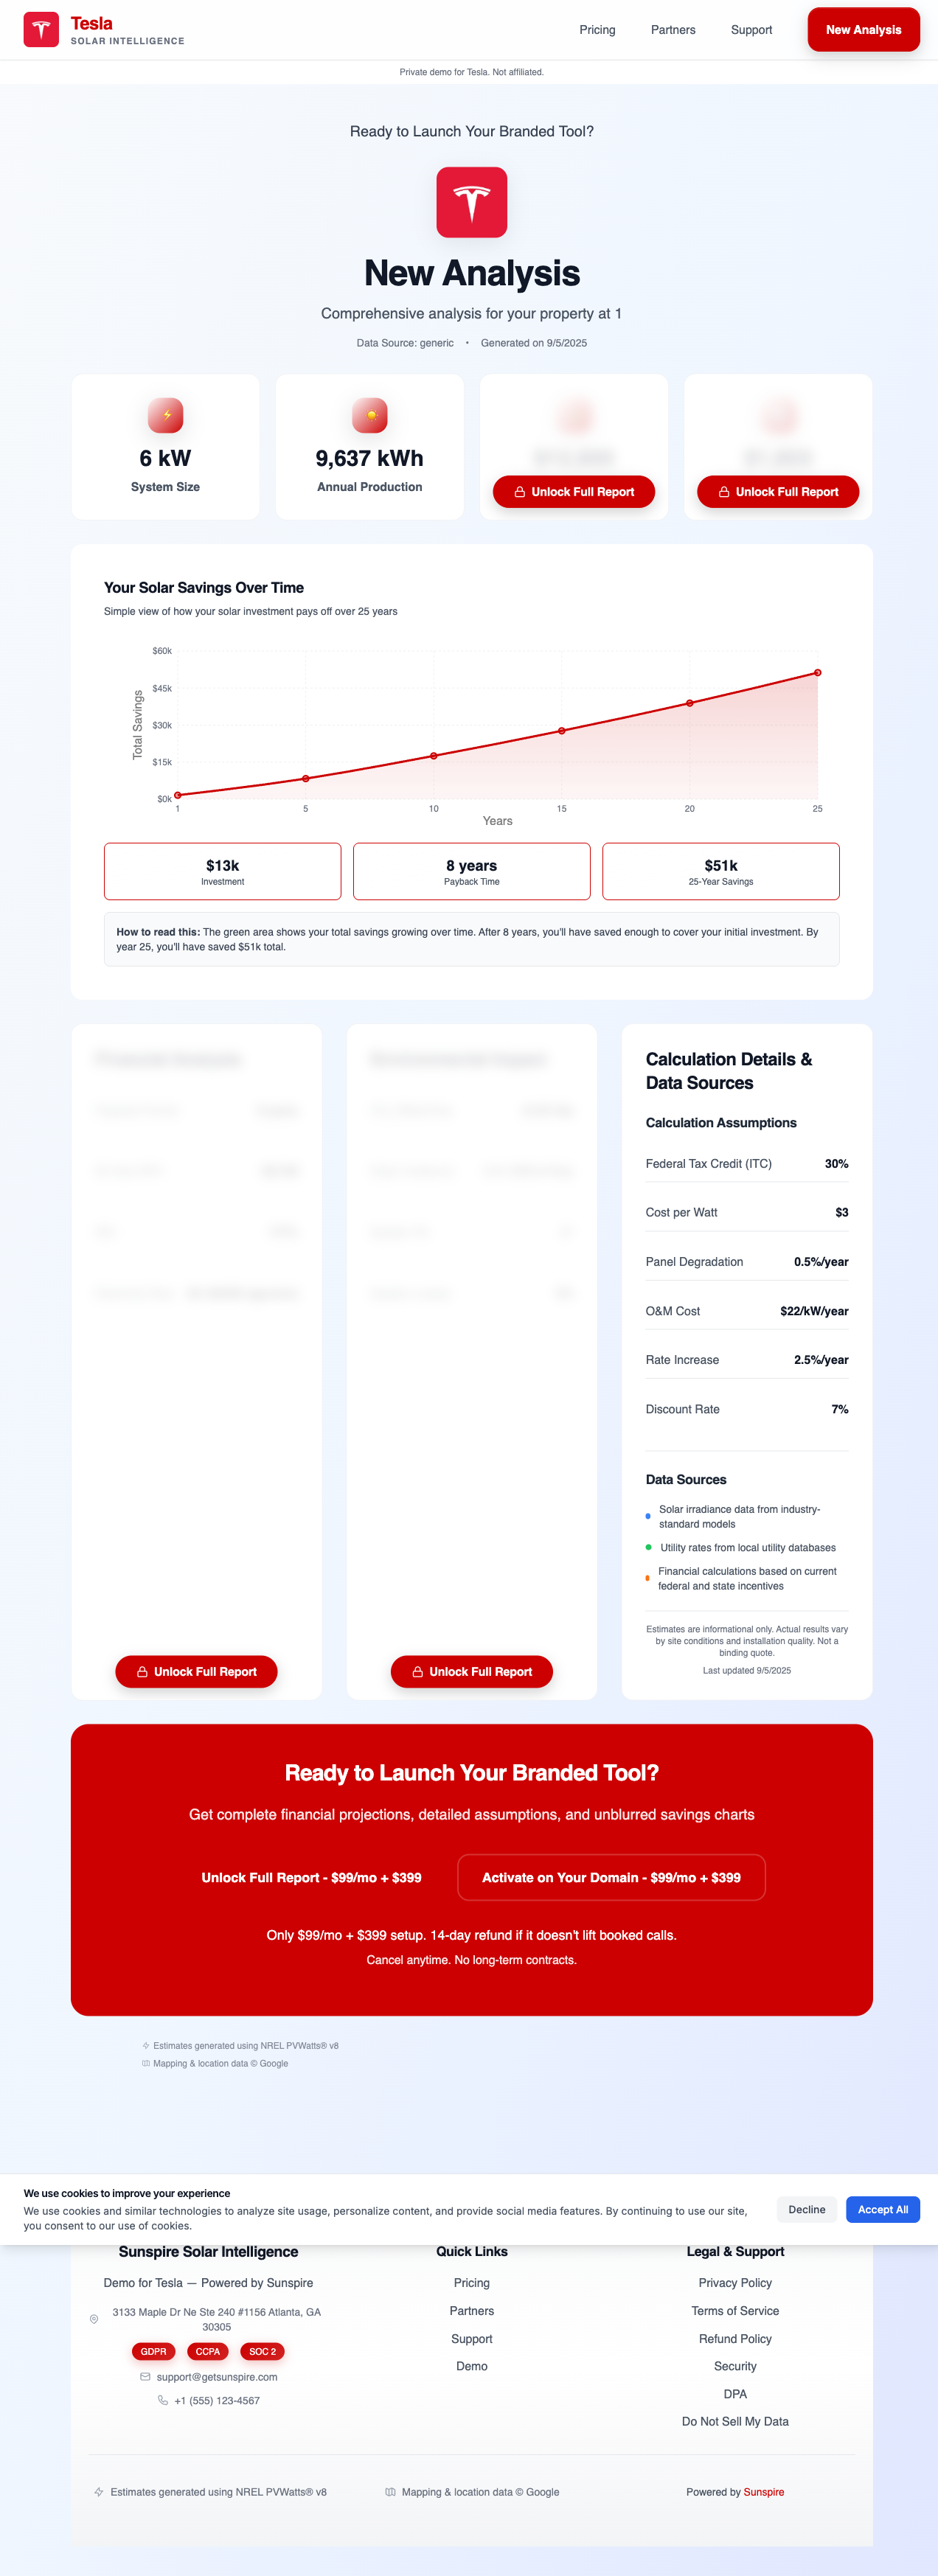 Tesla
SOLAR INTELLIGENCE
Pricing
Partners
Support
New Analysis
Private demo for Tesla. Not affiliated.
Ready to Launch Your Branded Tool?
New Analysis
Comprehensive analysis for your property at 1
Data Source: generic • Generated on 9/5/2025
6 kW
System Size
9,637 kWh
Annual Production
Unlock Full Report
Unlock Full Report
Your Solar Savings Over Time
Simple view of how your solar investment pays off over 25 years
$60k
$45k
$30k
$15k
$0k
Total Savings
1
5
10
15
20
25
Years
$13k
Investment
8 years
Payback Time
$51k
25-Year Savings
How to read this: The green area shows your total savings growing over time. After 8 years, you'll have saved enough to cover your initial investment. By
year 25, you'll have saved $51k total.
Unlock Full Report
Unlock Full Report
Calculation Details &
Data Sources
Calculation Assumptions
Federal Tax Credit (ITC) 30%
Cost per Watt $3
Panel Degradation 0.5%/year
O&M Cost $22/kW/year
Rate Increase 2.5%/year
Discount Rate 7%
Data Sources
Solar irradiance data from industry-
standard models
Utility rates from local utility databases
Financial calculations based on current
federal and state incentives
Estimates are informational only. Actual results vary
by site conditions and installation quality. Not a
binding quote.
Last updated 9/5/2025
Ready to Launch Your Branded Tool?
Get complete financial projections, detailed assumptions, and unblurred savings charts
Unlock Full Report - $99/mo + $399
Activate on Your Domain - $99/mo + $399
Only $99/mo + $399 setup. 14-day refund if it doesn't lift booked calls.
Cancel anytime. No long-term contracts.
Estimates generated using NREL PVWatts® v8
Mapping & location data © Google
We use cookies to improve your experience
We use cookies and similar technologies to analyze site usage, personalize content, and provide social media features. By continuing to use our site,
you consent to our use of cookies.
Decline
Accept All
Sunspire Solar Intelligence
Demo for Tesla — Powered by Sunspire
3133 Maple Dr Ne Ste 240 #1156 Atlanta, GA
30305
GDPR
CCPA
SOC 2
support@getsunspire.com
+1 (555) 123-4567
Quick Links
Pricing
Partners
Support
Demo
Legal & Support
Privacy Policy
Terms of Service
Refund Policy
Security
DPA
Do Not Sell My Data
Estimates generated using NREL PVWatts® v8
Mapping & location data © Google
Powered by Sunspire